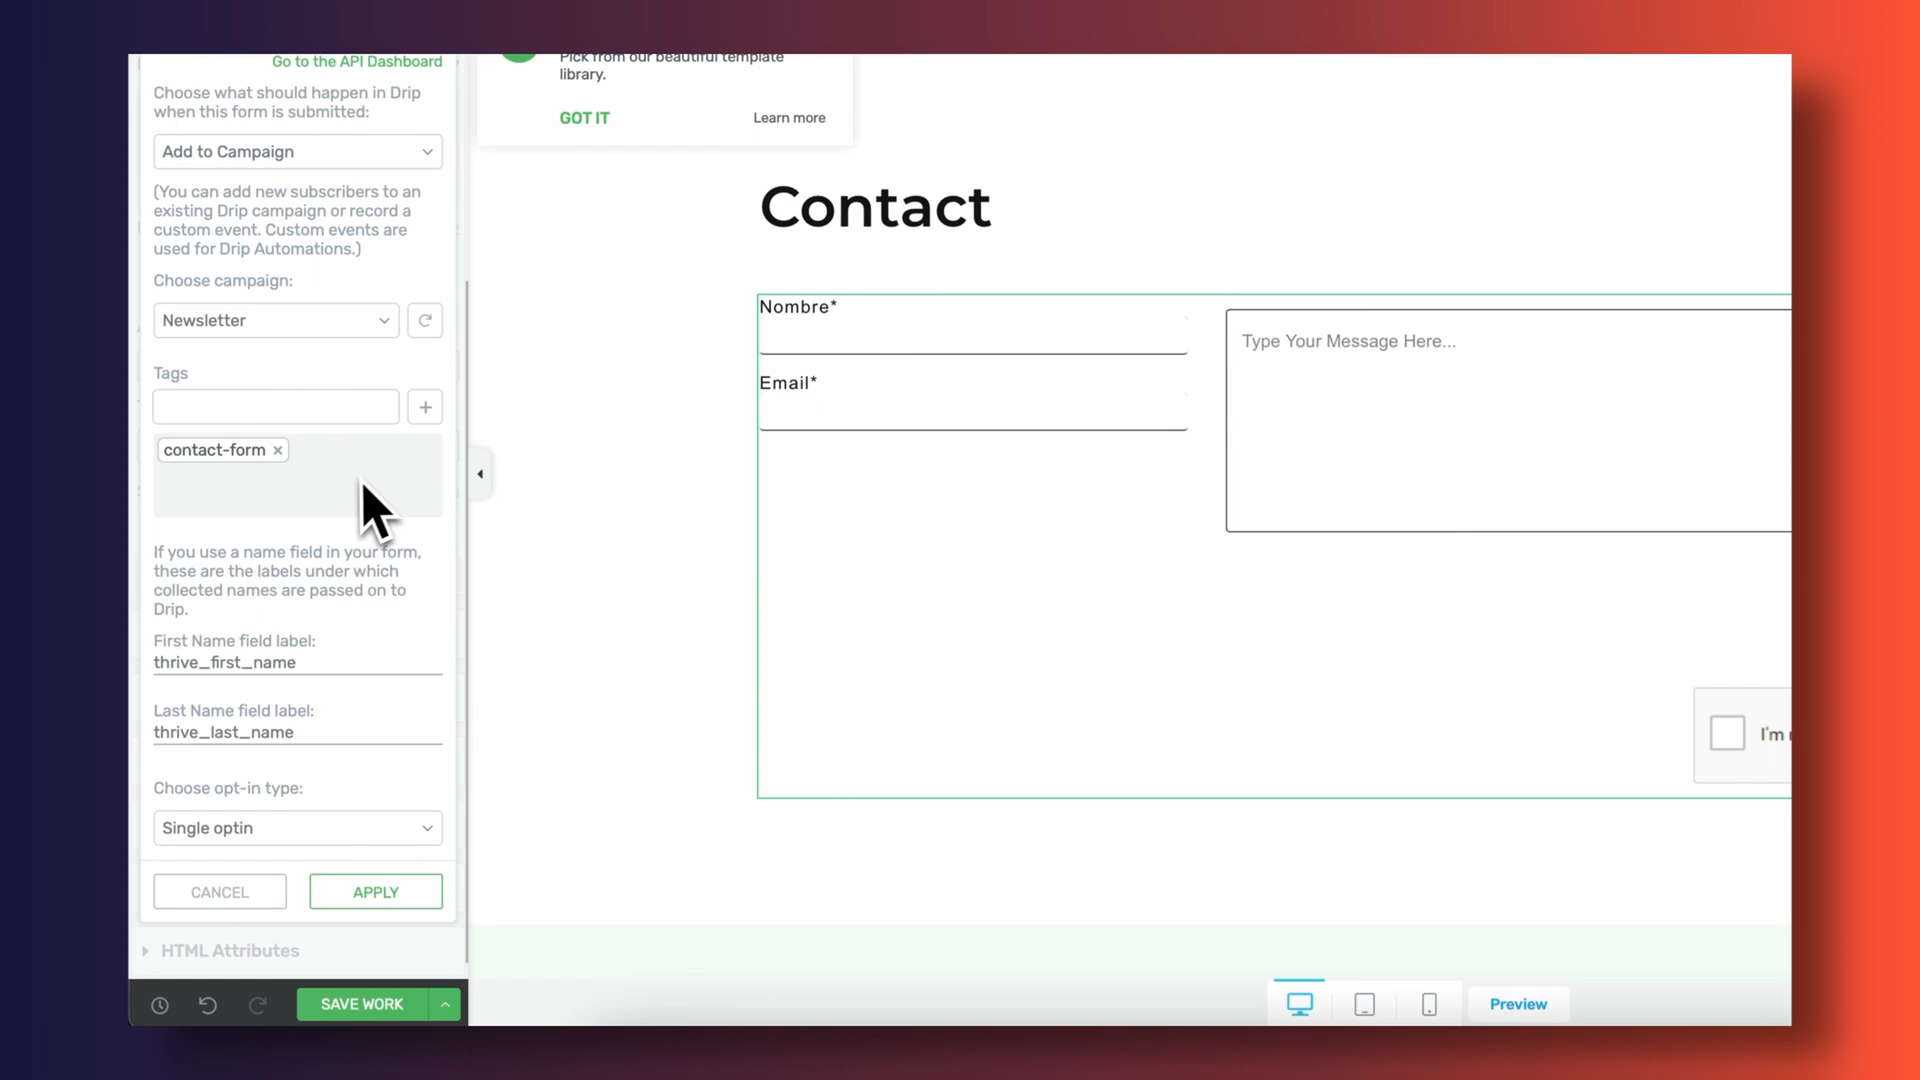 Go to the API Dashboard
Choose what should happen in Drip
when this form is submitted:
Add to Campaign
(You can add new subscribers to an
existing Drip campaign or record a
custom event. Custom events are
used for Drip Automations.)
Choose campaign:
Newsletter
Tags
contact-form ×
If you use a name field in your form,
these are the labels under which
collected names are passed on to
Drip.
First Name field label:
thrive_first_name
Last Name field label:
thrive_last_name
Choose opt-in type:
Single optin
CANCEL
APPLY
HTML Attributes
SAVE WORK
Pick from our beautiful template
library.
GOT IT
Learn more
Contact
Nombre*
Email*
Type Your Message Here...
I'm
Preview